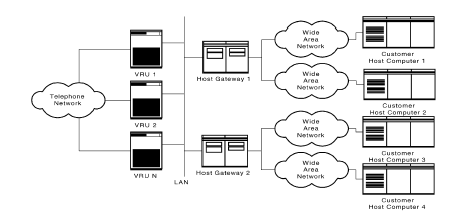 Telephone
Network
VRU 1
VRU 2
VRU N
LAN
Host Gateway 1
Host Gateway 2
Wide
Area
Network
Wide
Area
Network
Wide
Area
Network
Wide
Area
Network
Customer
Host Computer 1
Customer
Host Computer 2
Customer
Host Computer 3
Customer
Host Computer 4